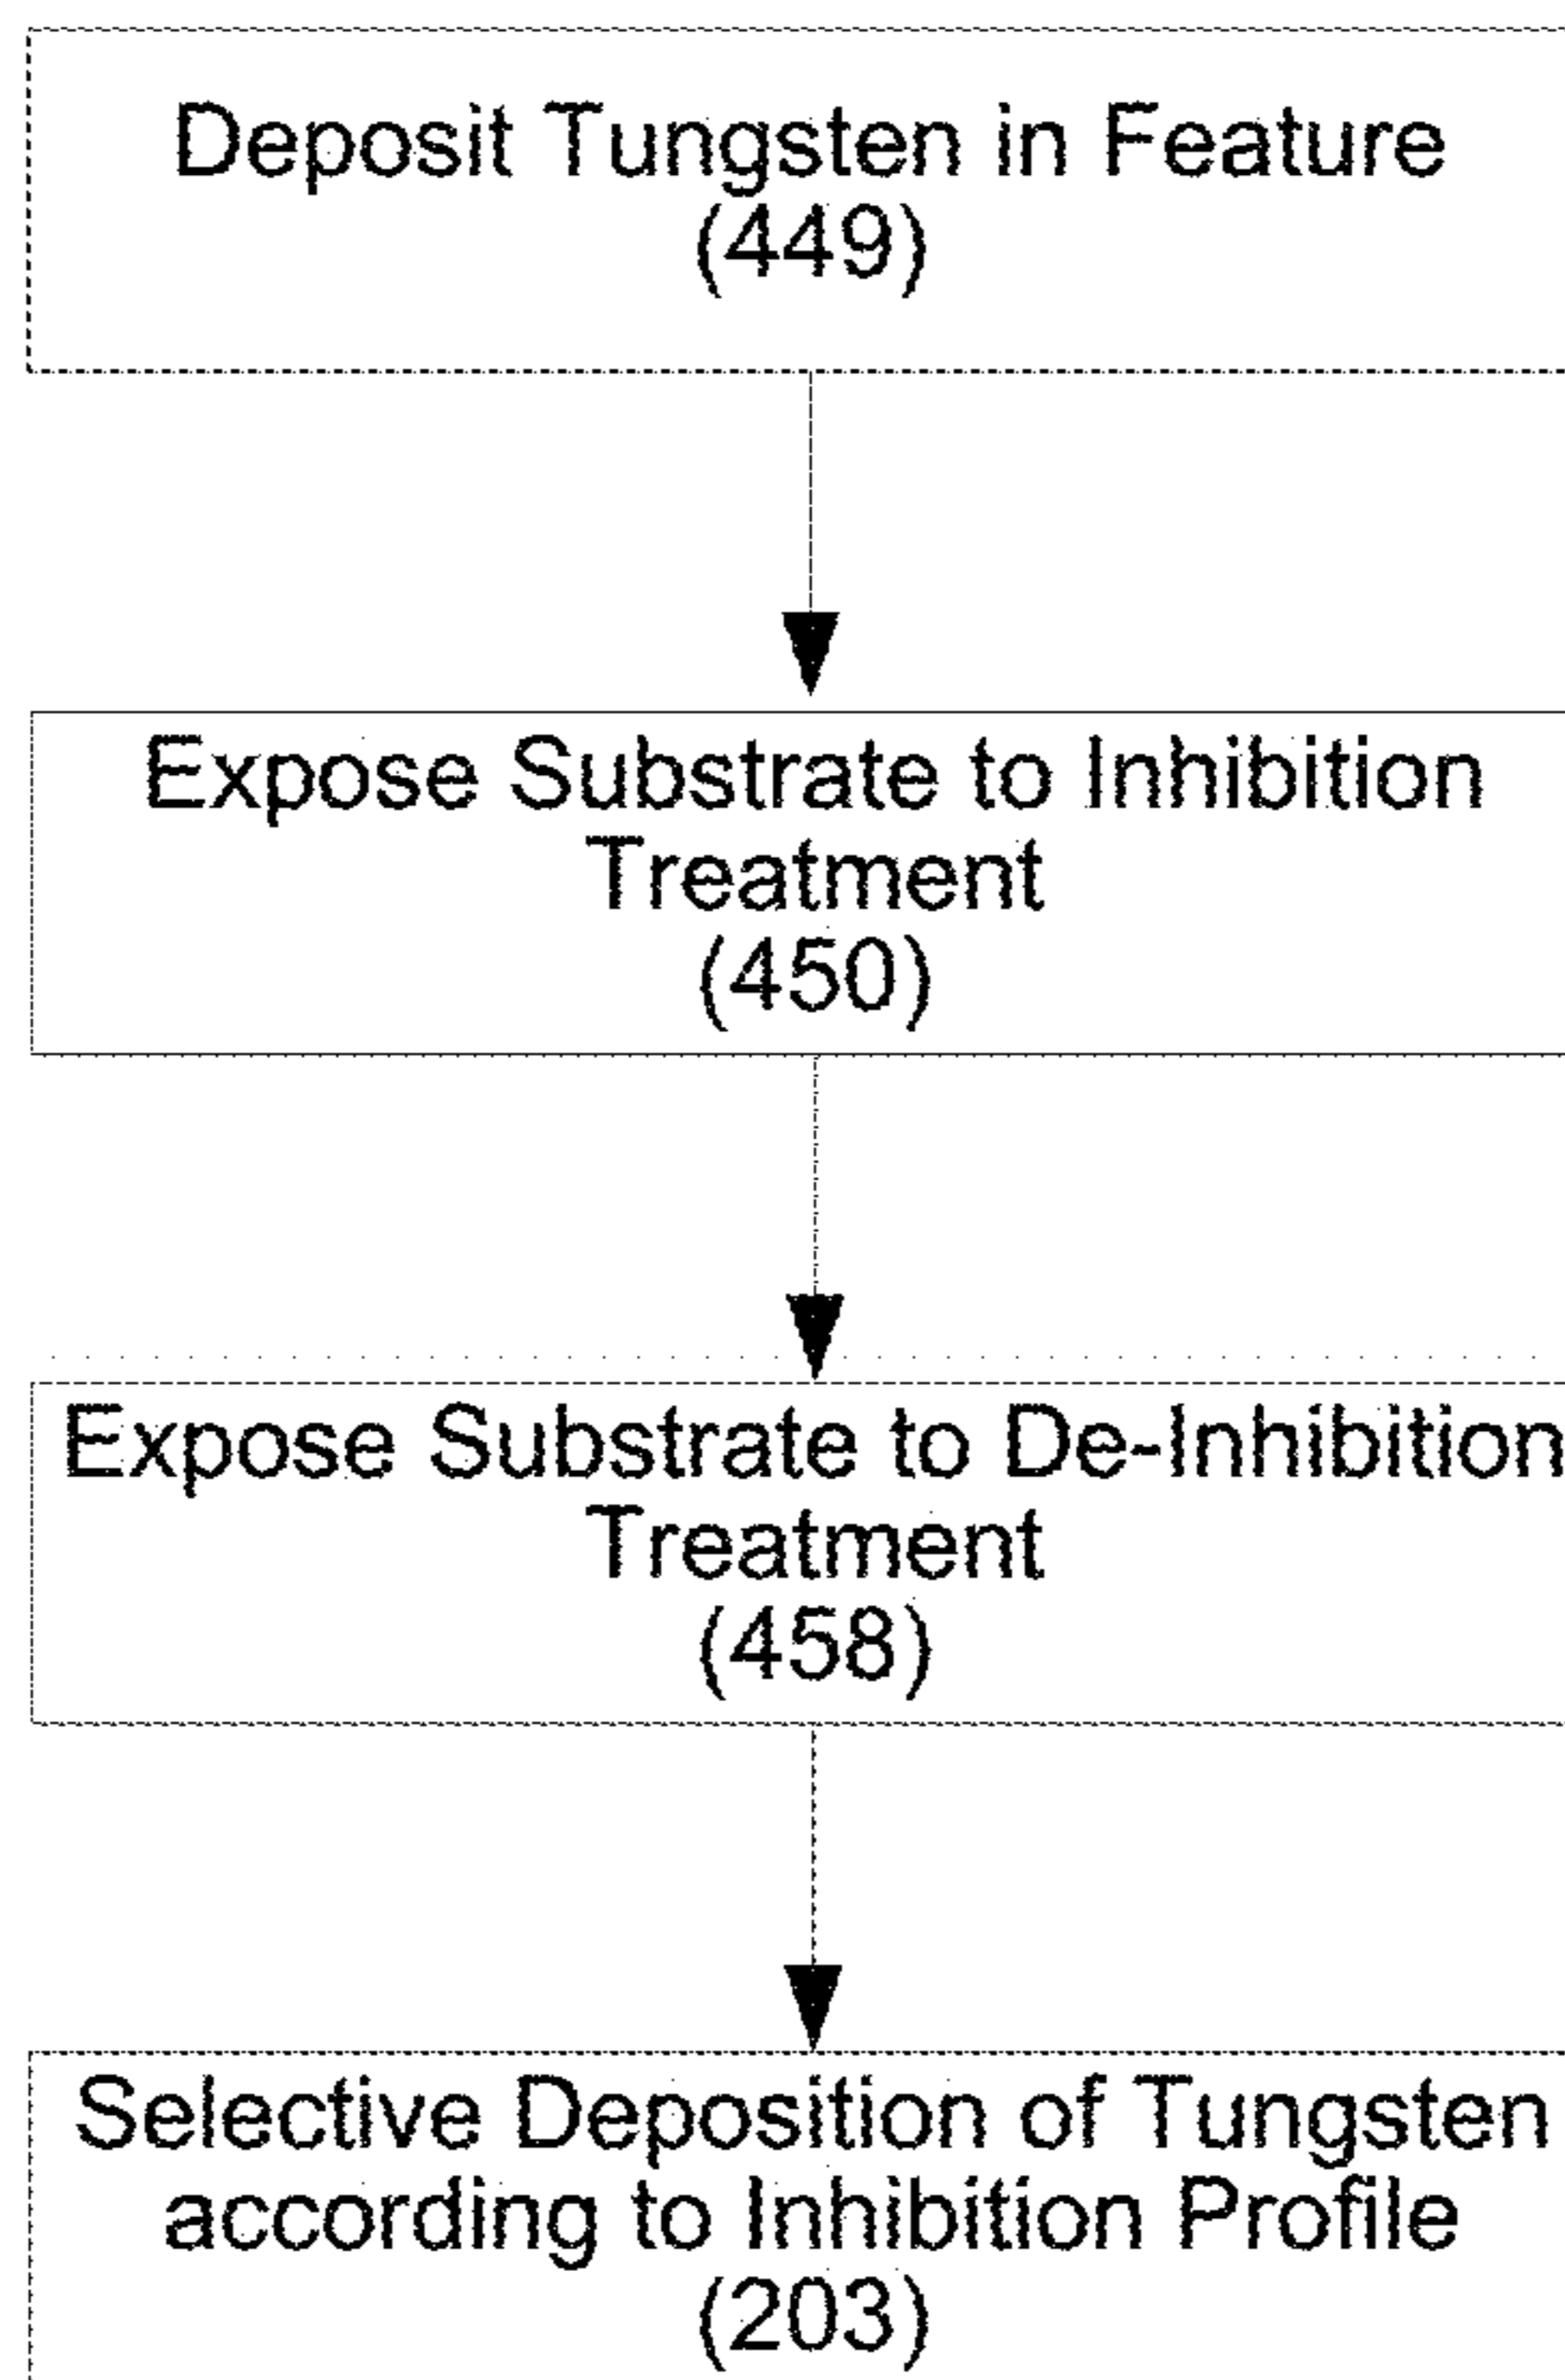 Deposit Tungsten in Feature
(449)
Expose Substrate to Inhibition
Treatment
(450)
Expose Substrate to De-Inhibition
Treatment
(458)
Selective Deposition of Tungsten
according to Inhibition Profile
(203)